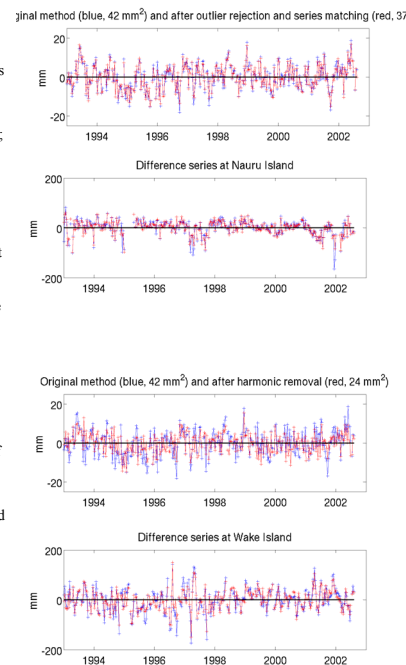 ginal method (blue, 42 mm²) and after outlier rejection and series matching (red, 37
20
0
-20
mm
1994 1996 1998 2000 2002
s
Difference series at Nauru Island
200
0
-200
mm
1994 1996 1998 2000 2002
t
Original method (blue, 42 mm²) and after harmonic removal (red, 24 mm²)
20
0
-20
mm
1994 1996 1998 2000 2002
d
Difference series at Wake Island
200
0
-200
mm
1994 1996 1998 2000 2002